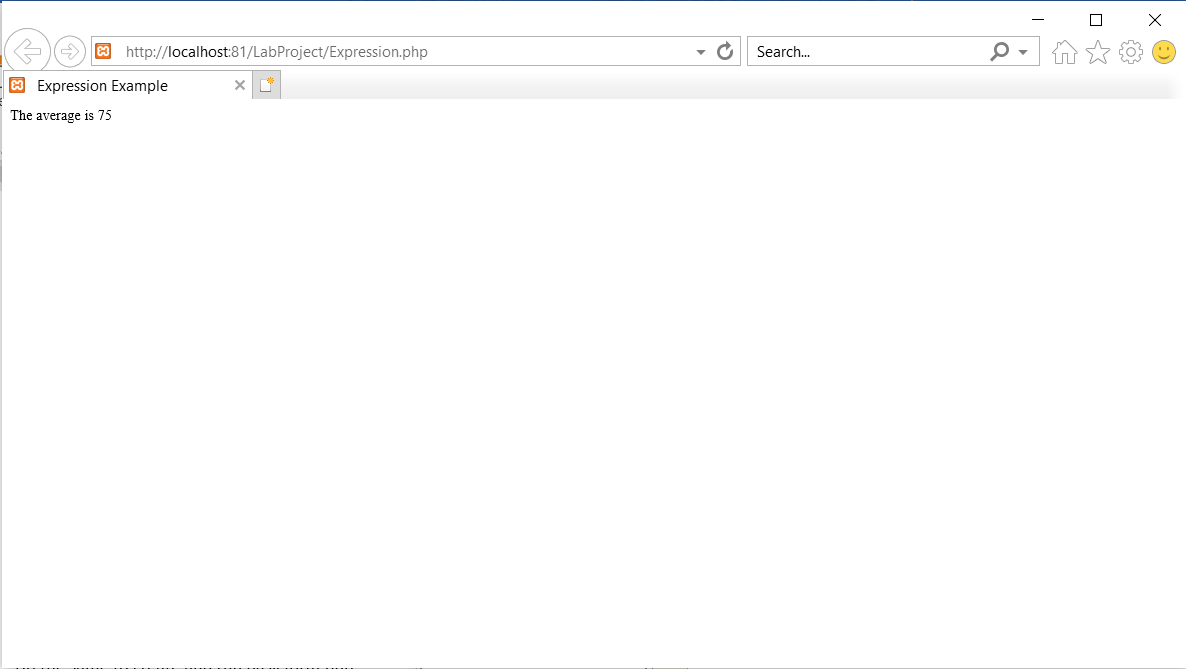 http://localhost:81/LabProject/Expression.php
Search...
Expression Example
The average is 75